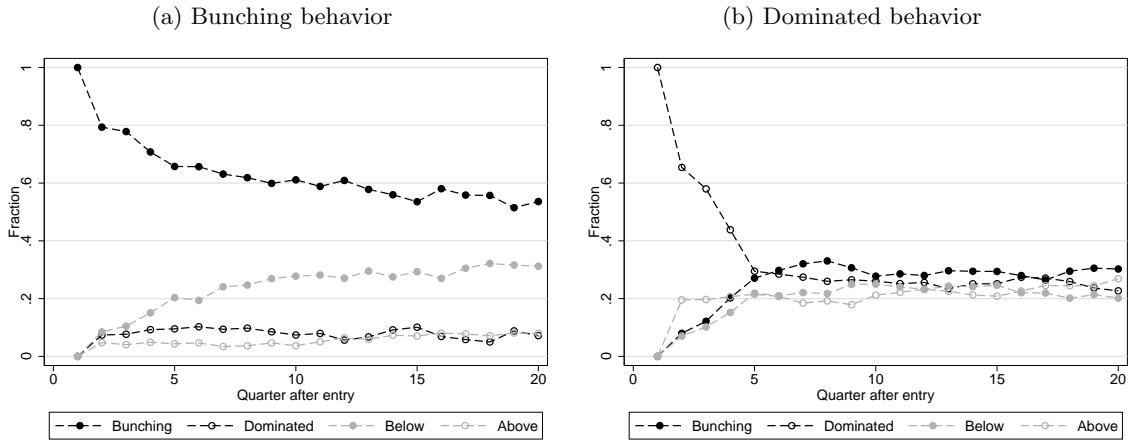 (a) Bunching behavior
(b) Dominated behavior
Fraction
1
.8
.6
.4
.2
0
0 5 10 15 20
Quarter after entry
Bunching Dominated Below Above
Fraction
1
.8
.6
.4
.2
0
0 5 10 15 20
Quarter after entry
Bunching Dominated Below Above